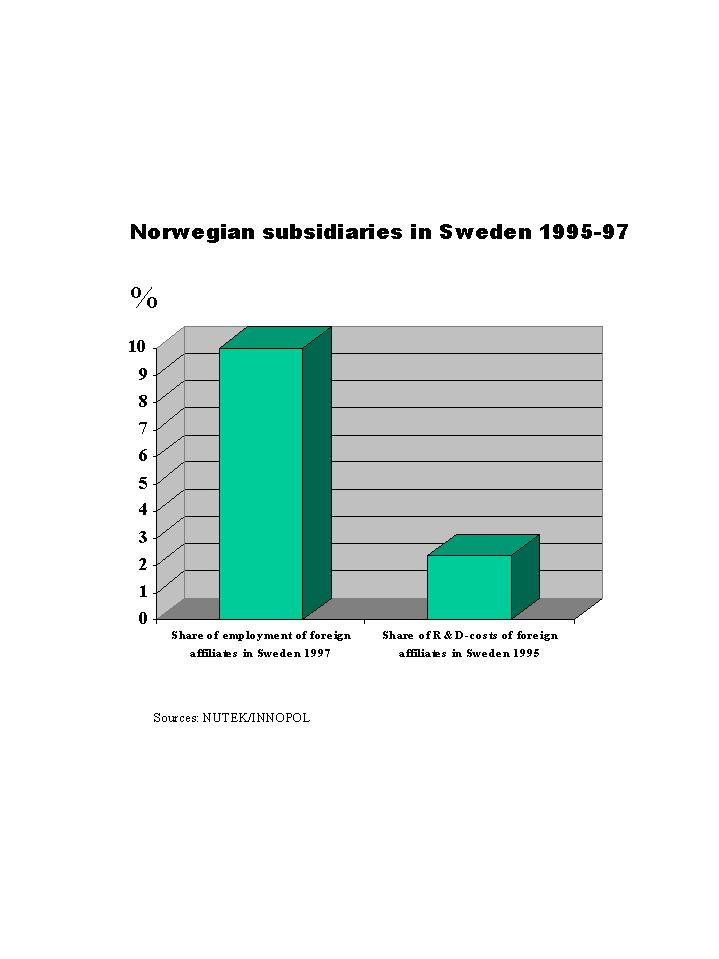 Norwegian subsidiaries in Sweden 1995-97
%
10
9
8
7
6
5
4
3
2
1
0
Share of employment of foreign
affiliates in Sweden 1997
Share of R & D-costs of foreign
affiliates in Sweden 1995
Sources: NUTEK/INNOPOL